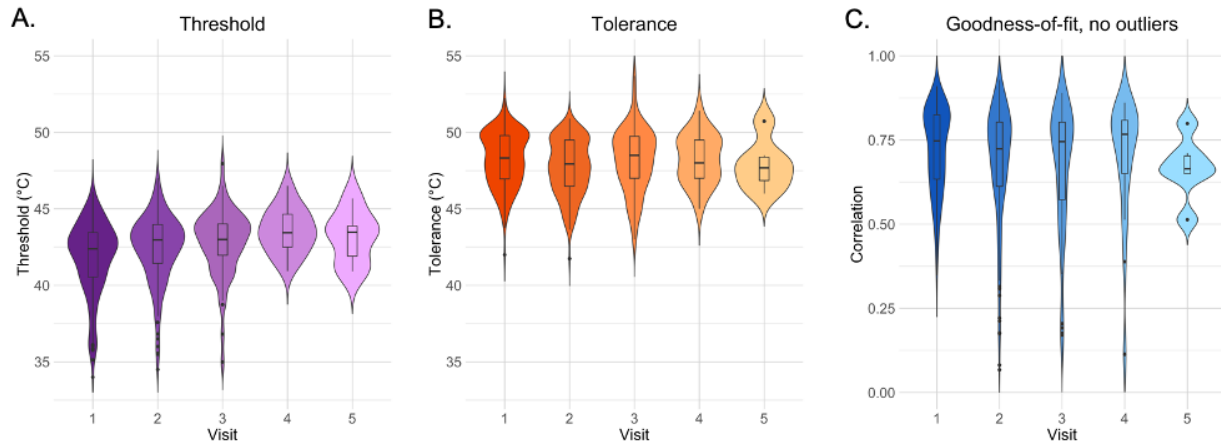 A.
Threshold
Threshold (°C)
55
50
45
40
35
1 2 3 4 5
Visit
B.
Tolerance
Tolerance (°C)
55
50
45
40
35
1 2 3 4 5
Visit
C.
Goodness-of-fit, no outliers
Correlation
1.00
0.75
0.50
0.25
0.00
1 2 3 4 5
Visit